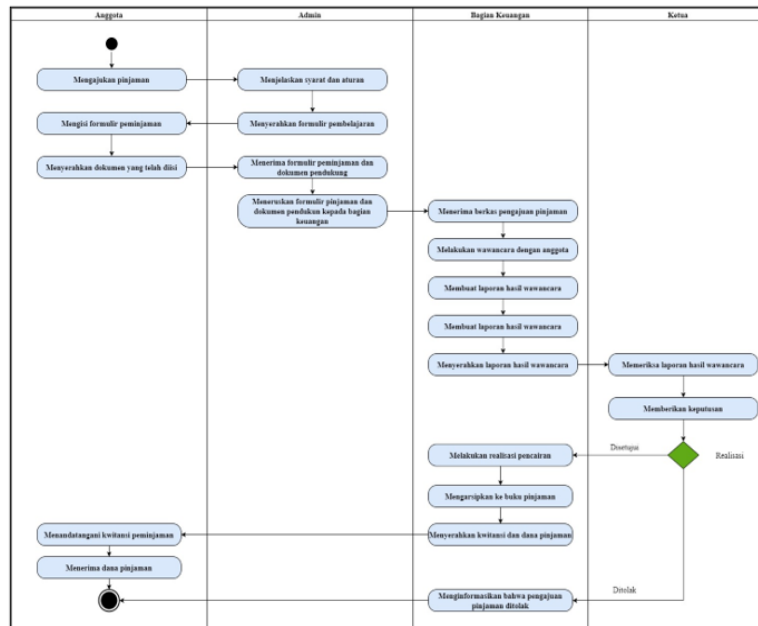 Anggota
Admin
Bagian Keuangan
Ketua
Mengajukan pinjaman
Menjelaskan syarat dan aturan
Mengisi formulir peminjaman
Menyerahkan formulir pembelajaran
Menyerahkan dokumen yang telah diisi
Menerima formulir peminjaman dan
dokumen pendukung
Meneruskan formulir pinjaman dan
dokumen pendukun kepada bagian
keuangan
Menerima berkas pengajuan pinjaman
Melakukan wawancara dengan anggota
Membuat laporan hasil wawancara
Membuat laporan hasil wawancara
Menyerahkan laporan hasil wawancara
Memeriksa laporan hasil wawancara
Memberikan keputusan
Disetujui
Realisasi
Melakukan realisasi pencairan
Mengarsipkan ke buku pinjaman
Menandatangani kwitansi peminjaman
Menyerahkan kwitansi dan dana pinjaman
Menerima dana pinjaman
Ditolak
Menginformasikan bahwa pengajuan
pinjaman ditolak